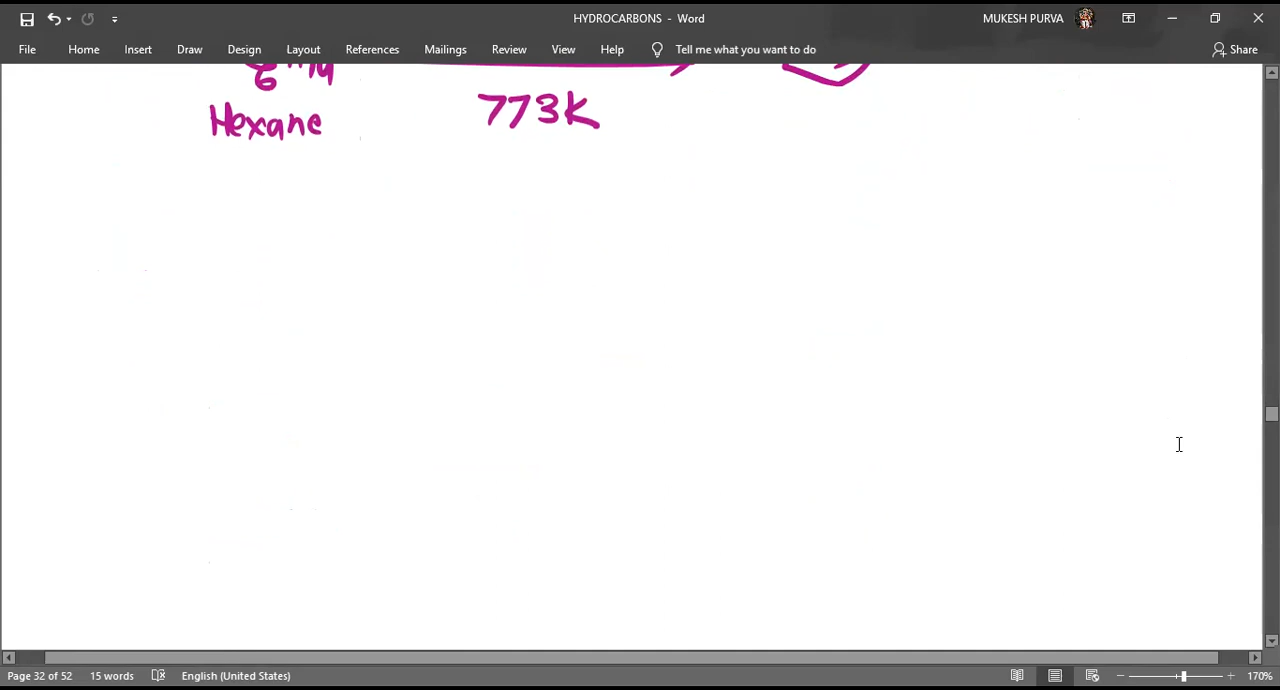 HYDROCARBONS - Word
MUKESH PURVA
File Home Insert Draw Design Layout References Mailings Review View Help Tell me what you want to do Share
Hexane
773K
Page 32 of 52 15 words English (United States) 170%